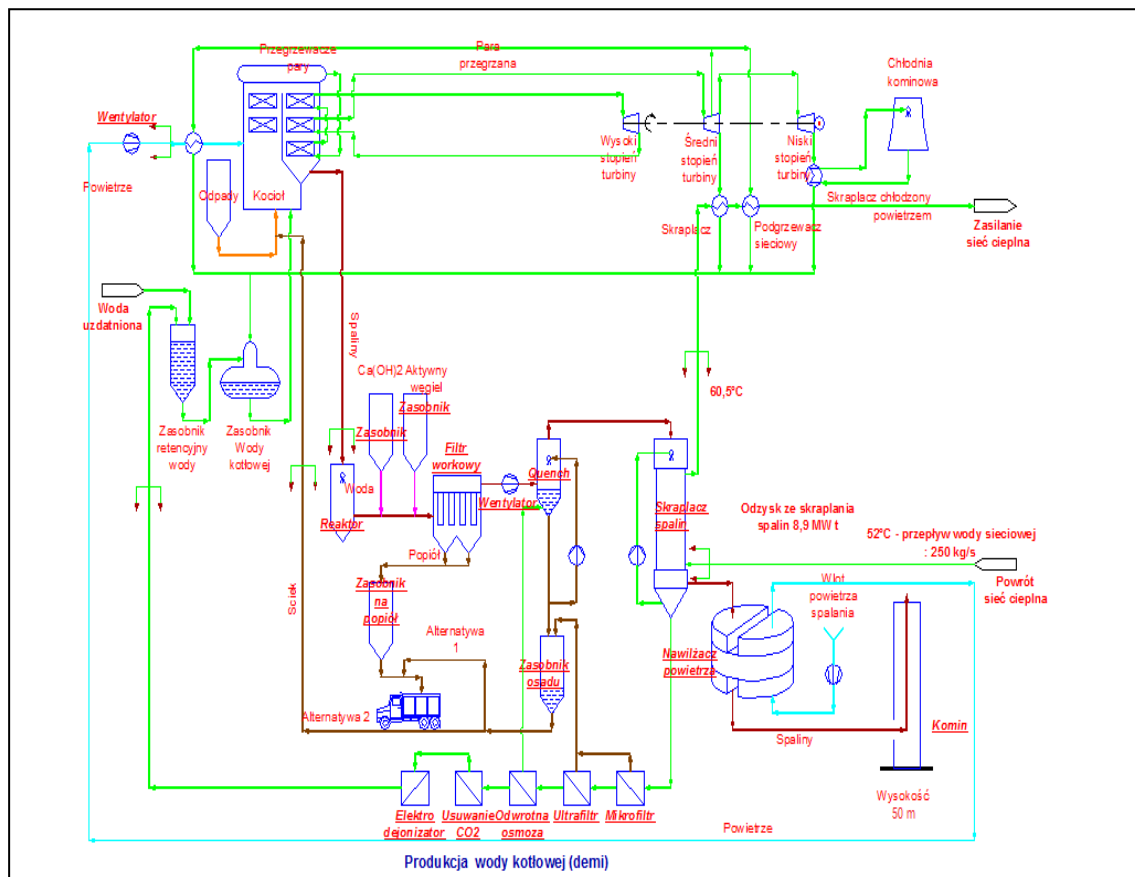 Przegrzewacze
pary
Para
przegrzana
Chłodnia
kominowa
Wentylator
Powietrze
Odpady
Kocioł
Wysoki
stopień
turbiny
Średni
stopień
turbiny
Niski
stopień
turbiny
Skraplacz chłodzony
powietrzem
Skraplacz
Podgrzewacz
sieciowy
Zasilanie
sieć cieplna
Woda
uzdatniona
Spaliny
60,5°C
Ca(OH)2
Aktywny
węgiel
Zasobnik
Zasobnik
Zasobnik
retencyjny
wody
Zasobnik
Wody
kotłowej
Filtr
workowy
Woda
Reaktor
Wentylator
Quench
Skraplacz
spalin
Odzysk ze skraplania
spalin 8,9 MW t
52°C - przepływ wody sieciowej
: 250 kg/s
Powrót
sieć cieplna
Popiół
Zasobnik
na
popiół
Sciek
Alternatywa
1
Zasobnik
osadu
Wlot
powietrza
spalania
Nawilżacz
powietrza
Alternatywa 2
Spaliny
Komin
Wysokość
50 m
Elektro
dejonizator
Usuwanie
CO2
Odwrotna
osmoza
Ultrafiltr
Mikrofiltr
Powietrze
Produkcja wody kotłowej (demi)